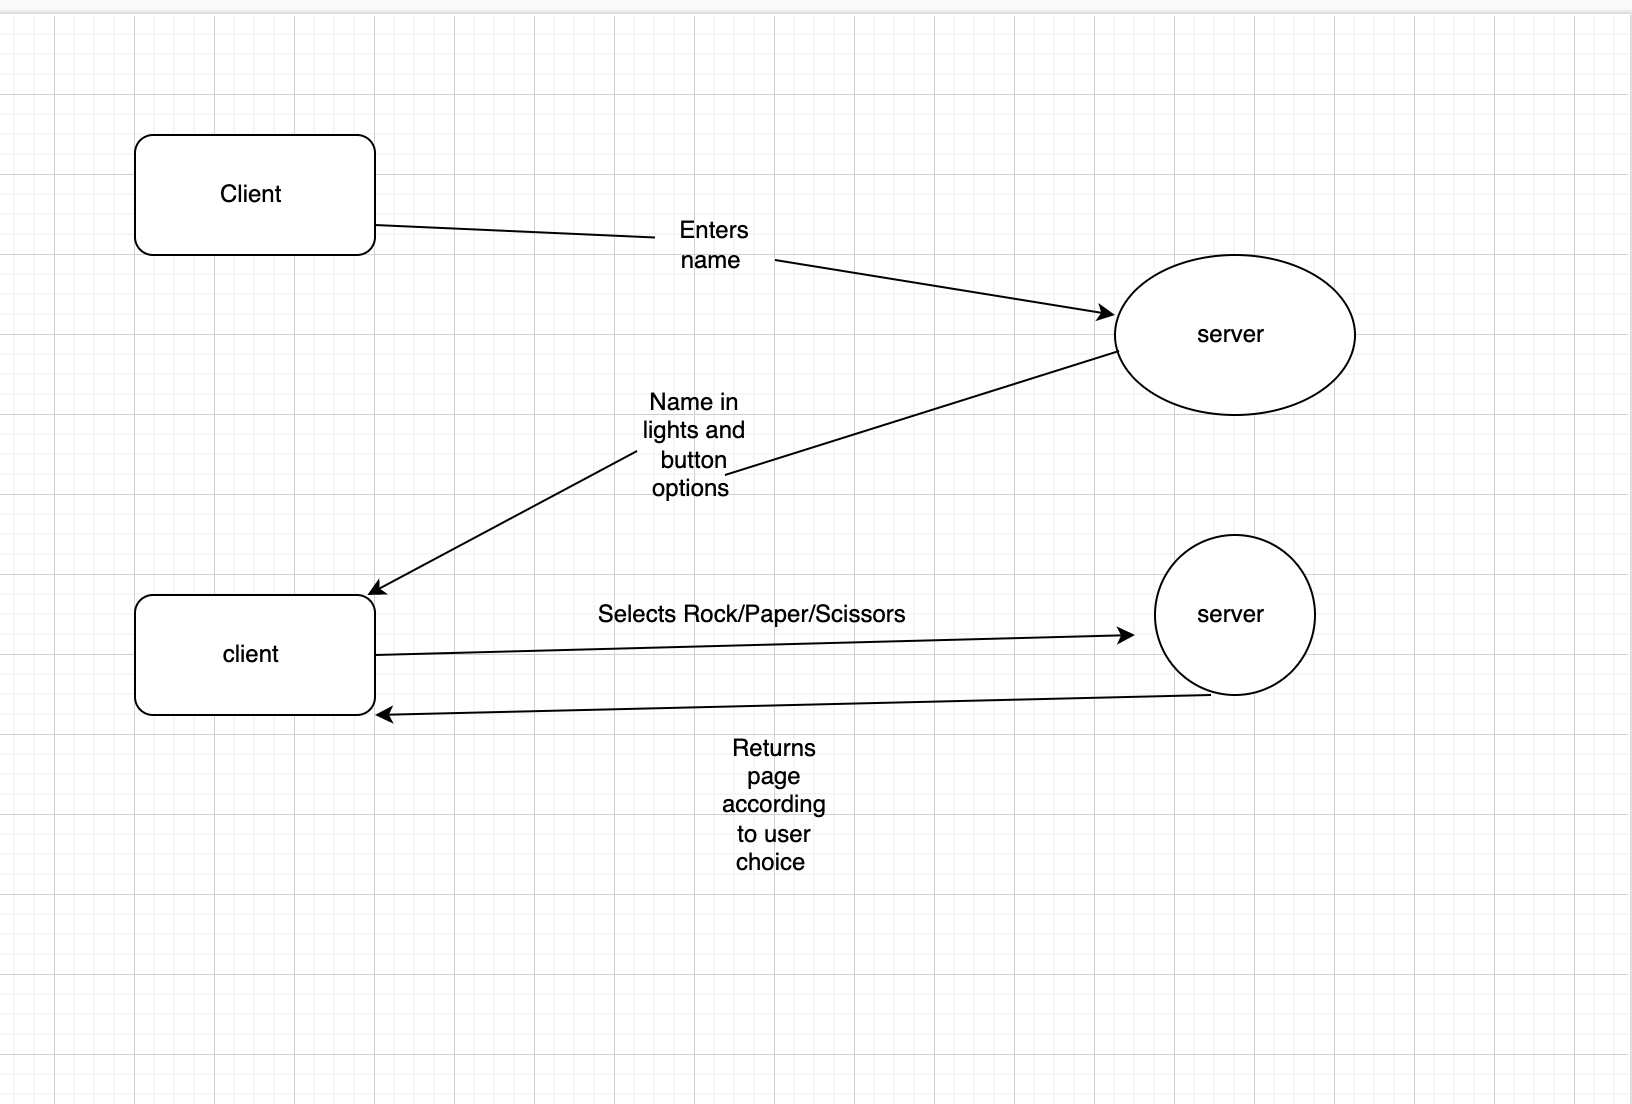 Client
Enters
name
server
Name in
lights and
button
options
server
Selects Rock/Paper/Scissors
client
Returns
page
according
to user
choice